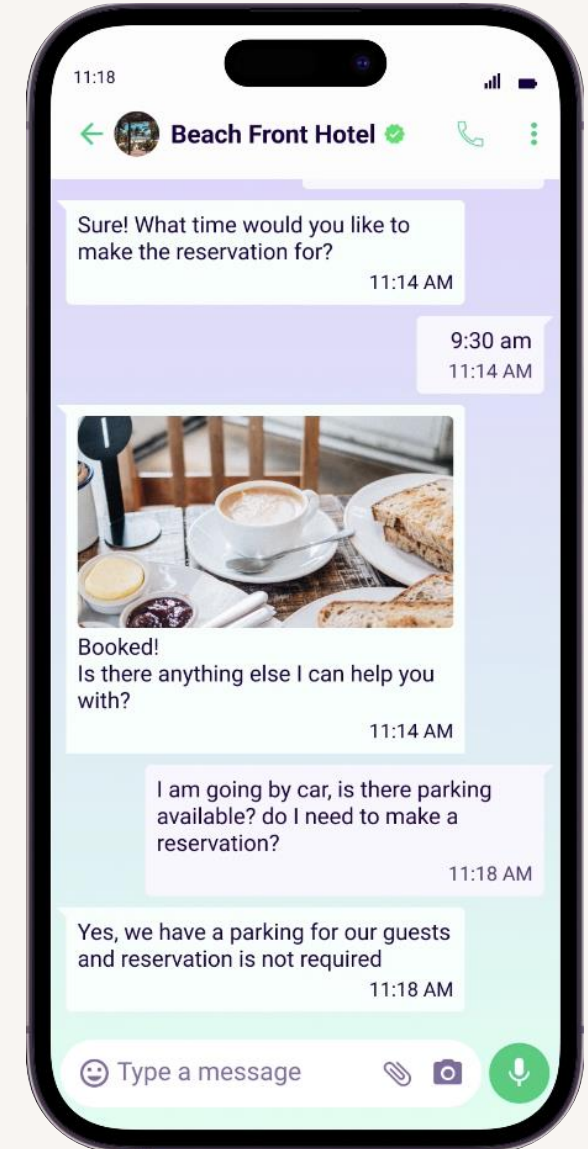 11:18
Beach Front Hotel
Sure! What time would you like to
make the reservation for?
11:14 AM
9:30 am
11:14 AM
Booked!
Is there anything else I can help you
with?
11:14 AM
I am going by car, is there parking
available? do I need to make a
reservation?
11:18 AM
Yes, we have a parking for our guests
and reservation is not required
11:18 AM
Type a message